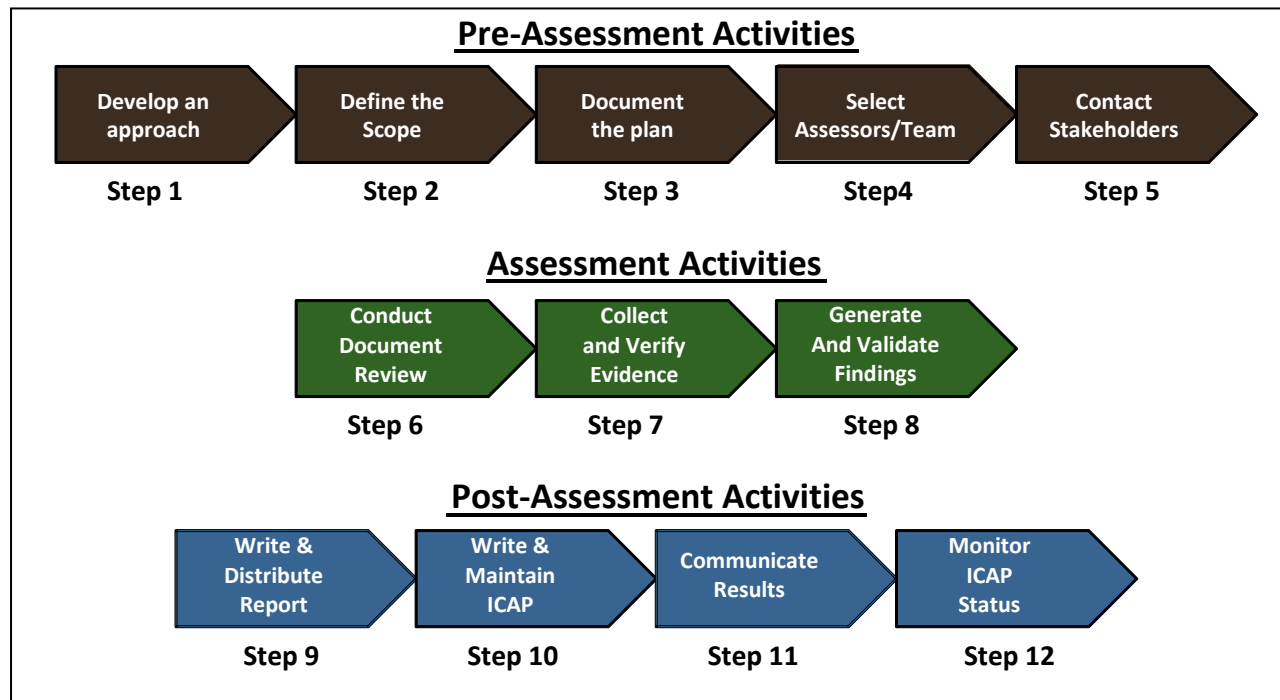 Pre-Assessment Activities
Develop an
approach
Define the
Scope
Document
the plan
Select
Assessors/Team
Contact
Stakeholders
Step 1
Step 2
Step 3
Step4
Step 5
Assessment Activities
Conduct
Document
Review
Collect
and Verify
Evidence
Generate
And Validate
Findings
Step 6
Step 7
Step 8
Post-Assessment Activities
Write &
Distribute
Report
Write &
Maintain
ICAP
Communicate
Results
Monitor
ICAP
Status
Step 9
Step 10
Step 11
Step 12